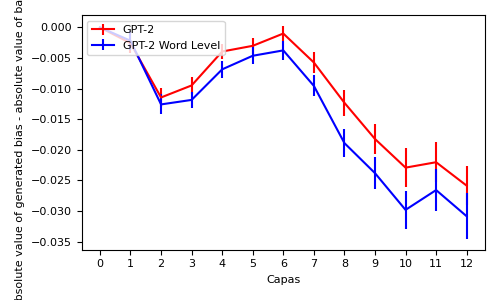 GPT-2
GPT-2 Word Level
0.000
−0.005
−0.010
−0.015
−0.020
−0.025
−0.030
−0.035
0 1 2 3 4 5 6 7 8 9 10 11 12
Capas
bsolute value of generated bias - absolute value of ba